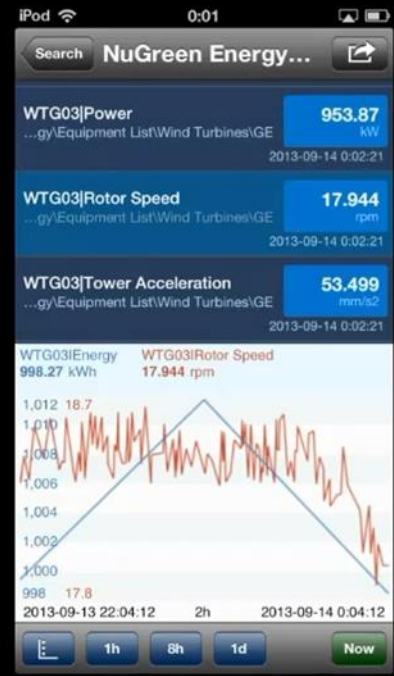 iPod 0:01
Search NuGreen Energy...
WTG03|Power 953.87
...gy\Equipment List\Wind Turbines\GE kW
2013-09-14 0:02:21
WTG03|Rotor Speed 17.944
...gy\Equipment List\Wind Turbines\GE rpm
2013-09-14 0:02:21
WTG03|Tower Acceleration 53.499
...gy\Equipment List\Wind Turbines\GE mm/s2
2013-09-14 0:02:21
WTG03|Energy WTG03|Rotor Speed
998.27 kWh 17.944 rpm
1,012 18.7
1,010
1,008
1,006
1,004
1,002
1,000
998 17.8
2013-09-13 22:04:12 2h 2013-09-14 0:04:12
1h 8h 1d Now